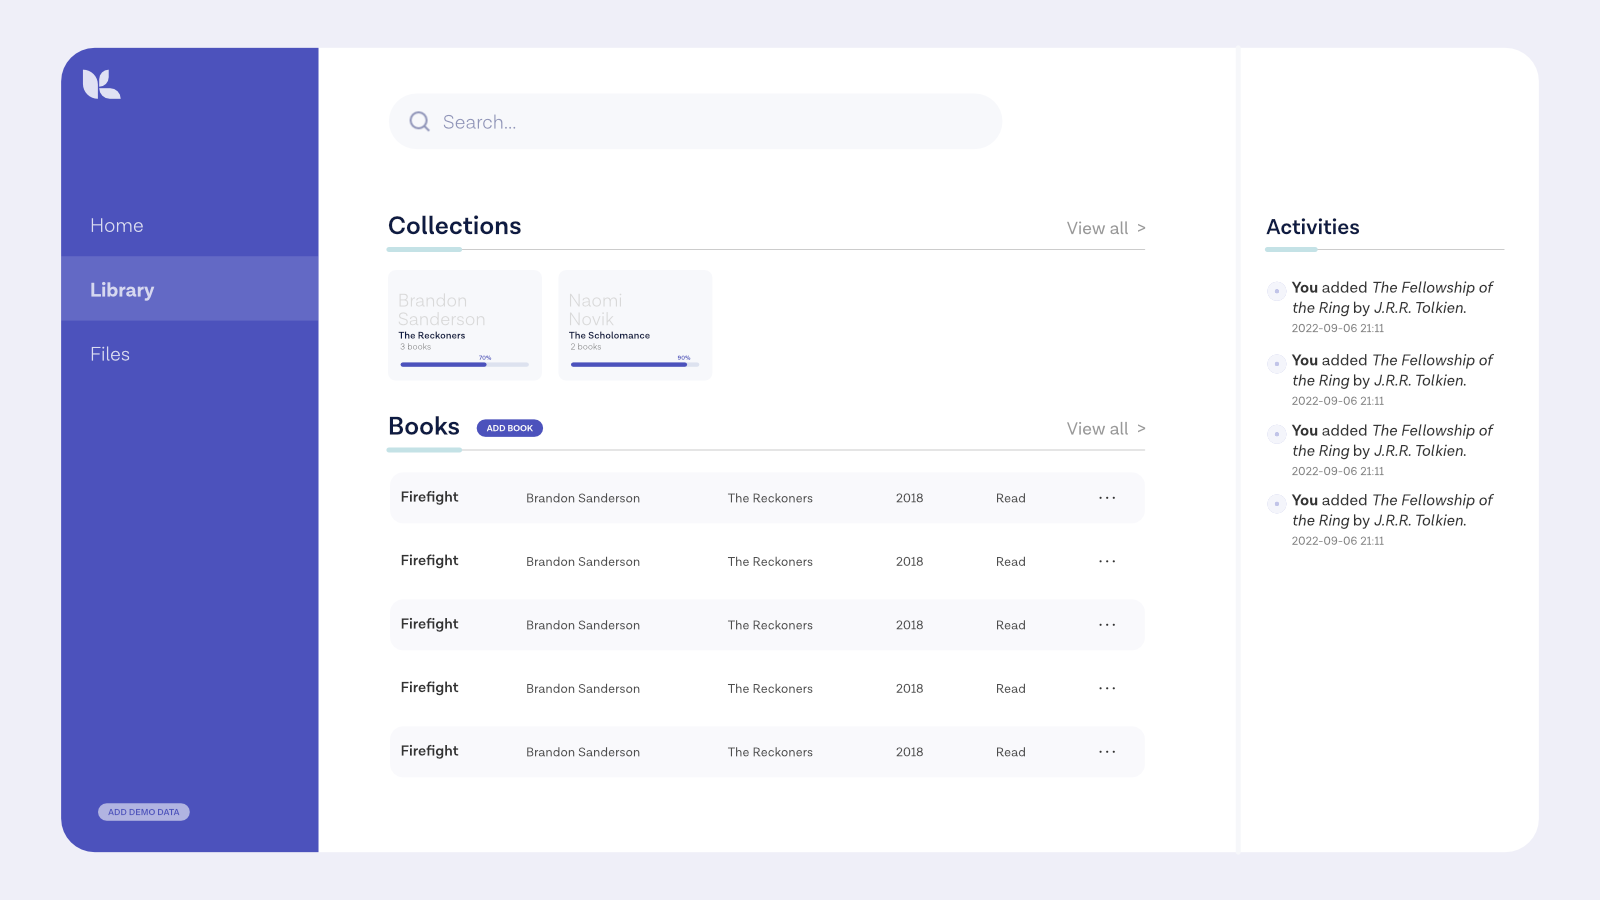 Home
Library
Files
ADD DEMO DATA
Search...
Collections
View all >
Brandon
Sanderson
The Reckoners
3 books
70%
Naomi
Novik
The Scholomance
2 books
90%
Books
ADD BOOK
View all >
Firefight Brandon Sanderson The Reckoners 2018 Read ...
Firefight Brandon Sanderson The Reckoners 2018 Read ...
Firefight Brandon Sanderson The Reckoners 2018 Read ...
Firefight Brandon Sanderson The Reckoners 2018 Read ...
Firefight Brandon Sanderson The Reckoners 2018 Read ...
Activities
You added The Fellowship of
the Ring by J.R.R. Tolkien.
2022-09-06 21:11
You added The Fellowship of
the Ring by J.R.R. Tolkien.
2022-09-06 21:11
You added The Fellowship of
the Ring by J.R.R. Tolkien.
2022-09-06 21:11
You added The Fellowship of
the Ring by J.R.R. Tolkien.
2022-09-06 21:11